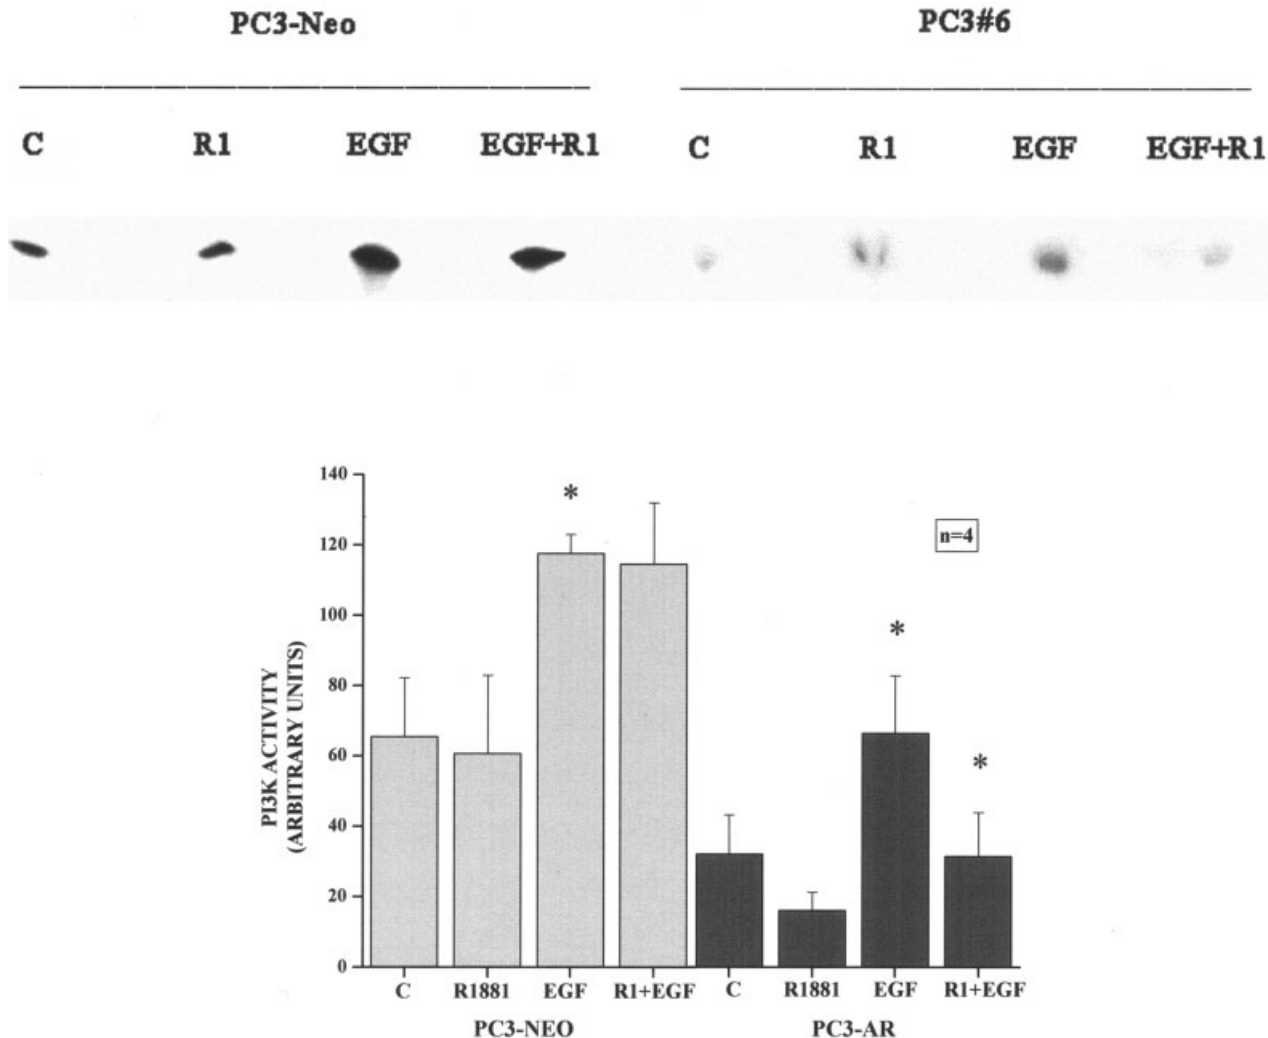 PC3-Neo PC3#6
C R1 EGF EGF+R1 C R1 EGF EGF+R1
140
*
120
n=4
100
*
80
*
60
40
20
0
PI3K ACTIVITY
(ARBITRARY UNITS)
C R1881 EGF R1+EGF C R1881 EGF R1+EGF
PC3-NEO PC3-AR